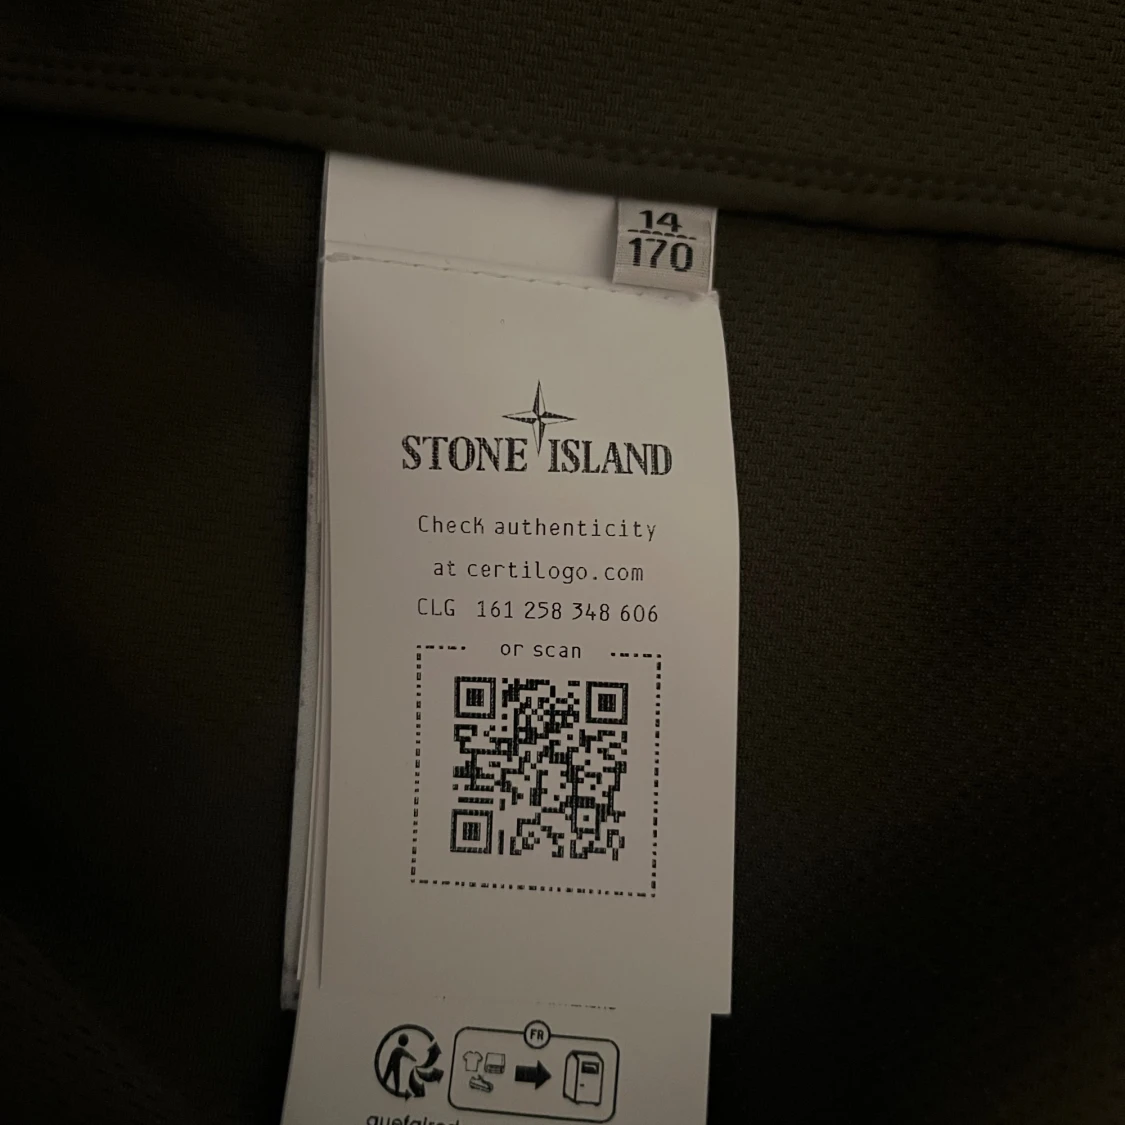 14
170
STONE ISLAND
Check authenticity
at certilogo.com
CLG 161 258 348 606
or scan
FR